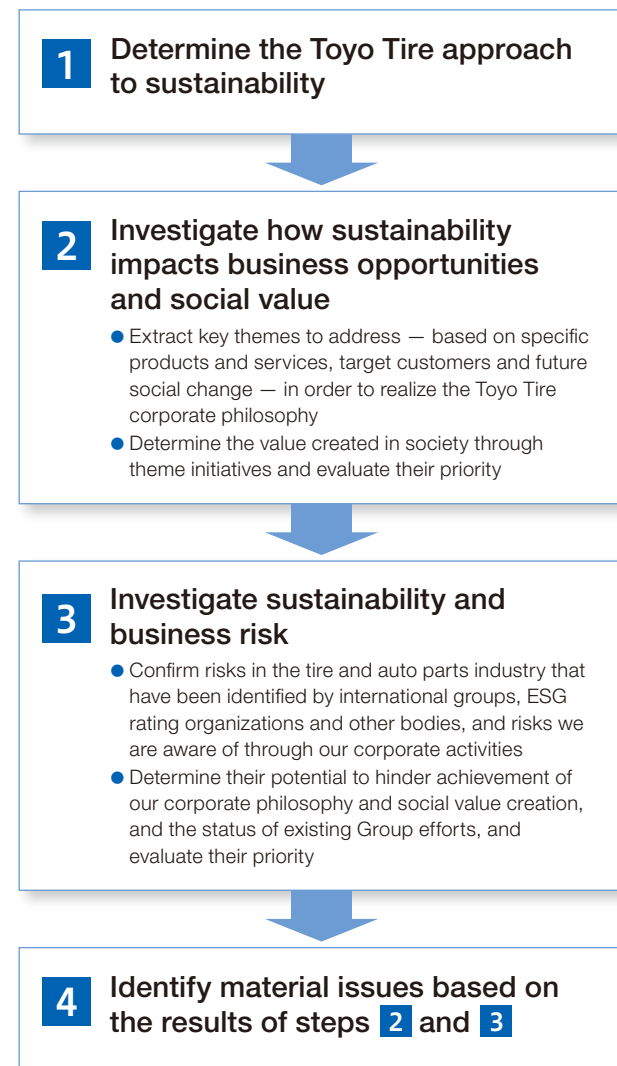 1 Determine the Toyo Tire approach
to sustainability
2 Investigate how sustainability
impacts business opportunities
and social value
● Extract key themes to address — based on specific
products and services, target customers and future
social change — in order to realize the Toyo Tire
corporate philosophy
● Determine the value created in society through
theme initiatives and evaluate their priority
3 Investigate sustainability and
business risk
● Confirm risks in the tire and auto parts industry that
have been identified by international groups, ESG
rating organizations and other bodies, and risks we
are aware of through our corporate activities
● Determine their potential to hinder achievement of
our corporate philosophy and social value creation,
and the status of existing Group efforts, and
evaluate their priority
4 Identify material issues based on
the results of steps 2 and 3